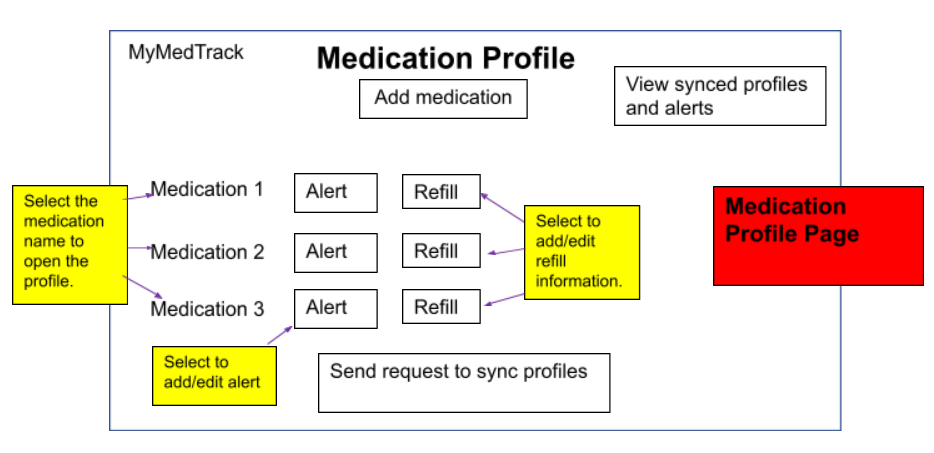 MyMedTrack
Medication Profile
Add medication
View synced profiles
and alerts
Select the
medication
name to
open the
profile.
Medication 1
Alert
Refill
Medication 2
Alert
Refill
Medication 3
Alert
Refill
Select to
add/edit
refill
information.
Medication
Profile Page
Select to
add/edit alert
Send request to sync profiles